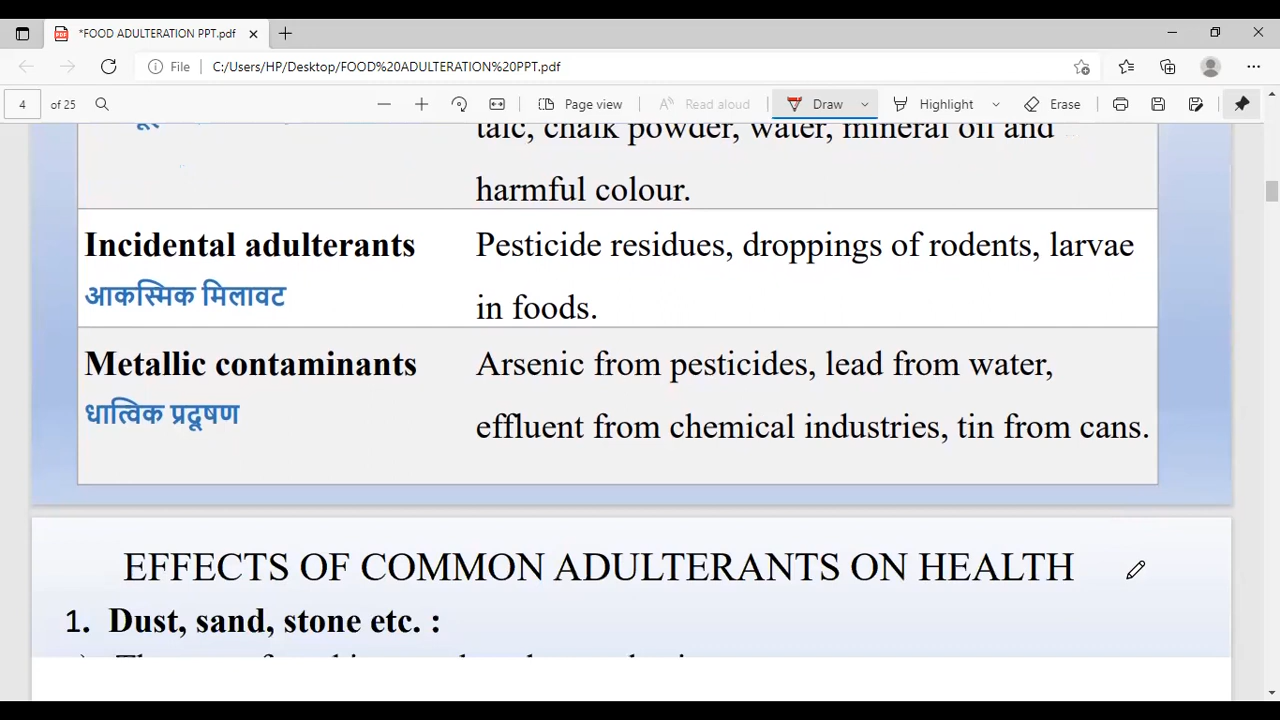 *FOOD ADULTERATION PPT.pdf
File C:/Users/HP/Desktop/FOOD%20ADULTERATION%20PPT.pdf
4 of 25 Page view Read aloud Draw Highlight Erase
talc, chalk powder, water, mineral oil and
harmful colour.
Incidental adulterants Pesticide residues, droppings of rodents, larvae
आकस्मिक मिलावट in foods.
Metallic contaminants Arsenic from pesticides, lead from water,
धात्विक प्रदूषण effluent from chemical industries, tin from cans.
EFFECTS OF COMMON ADULTERANTS ON HEALTH
1. Dust, sand, stone etc. :